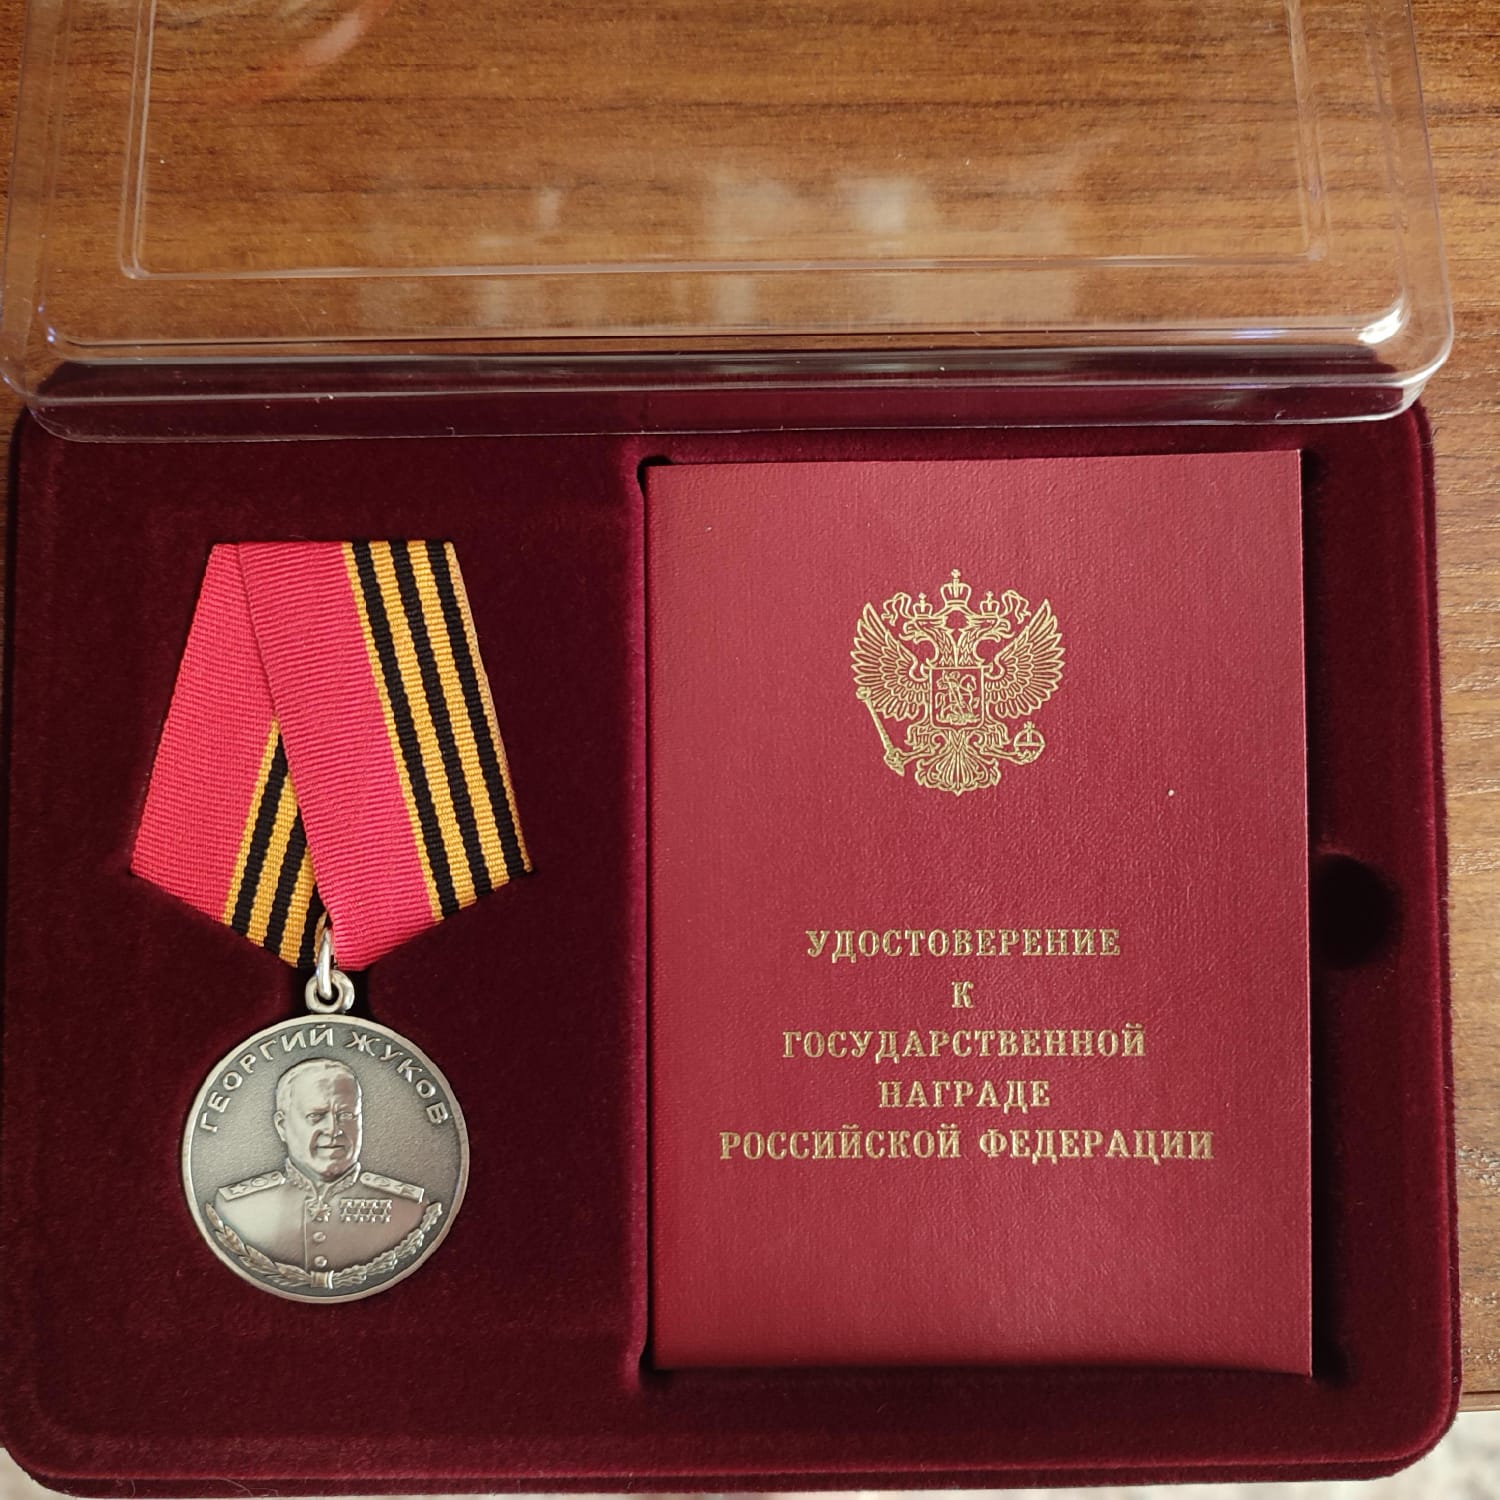 ГЕОРГИЙ ЖУКОВ
УДОСТОВЕРЕНИЕ
К
ГОСУДАРСТВЕННОЙ
НАГРАДЕ
РОССИЙСКОЙ ФЕДЕРАЦИИ